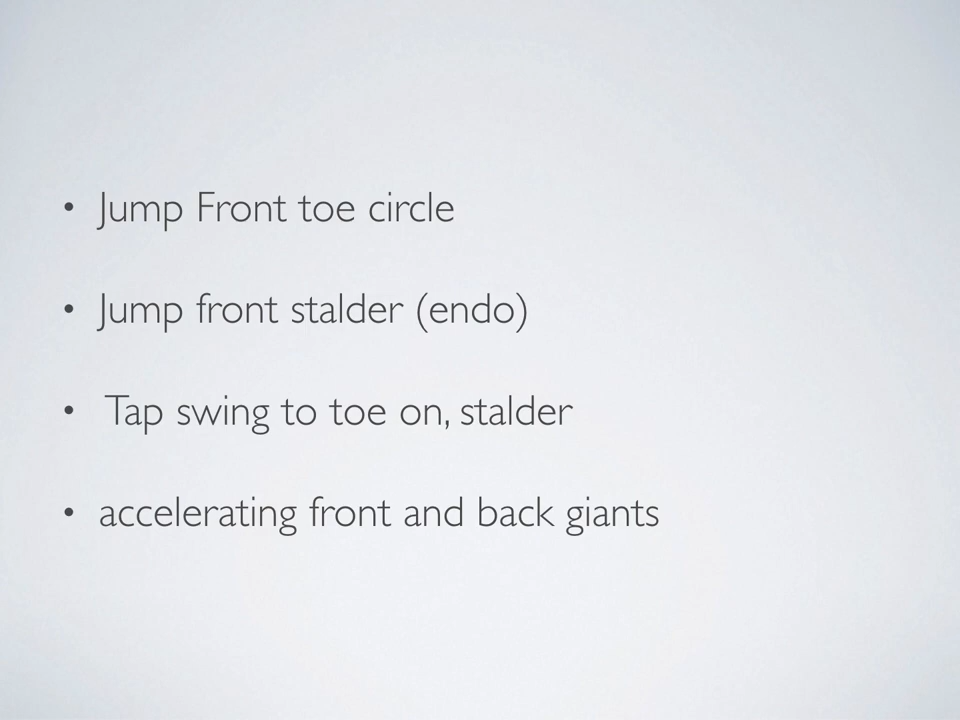 • Jump Front toe circle
• Jump front stalder (endo)
• Tap swing to toe on, stalder
• accelerating front and back giants